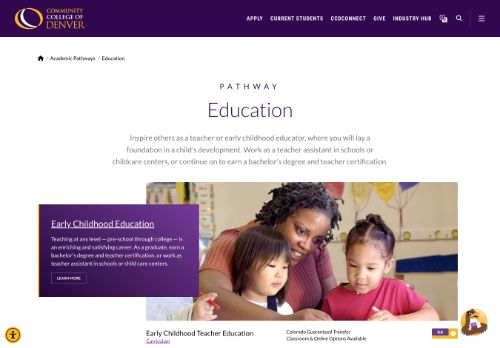 COMMUNITY
COLLEGE OF
DENVER
APPLY CURRENT STUDENTS CCDCONNECT GIVE INDUSTRY HUB
Academic Pathways / Education
PATHWAY
Education
Inspire others as a teacher or early childhood educator, where you will lay a
foundation in a child's development. Work as a teacher assistant in schools or
childcare centers, or continue on to earn a bachelor's degree and teacher certification.
Early Childhood Education
Teaching at any level — pre-school through college — is
an enriching and satisfying career. As a graduate, earn a
bachelor's degree and teacher certification, or work as
teacher assistant in schools or child care centers.
LEARN MORE
Early Childhood Teacher Education
Curriculum
Colorado Guaranteed Transfer
Classroom & Online Options Available
AA